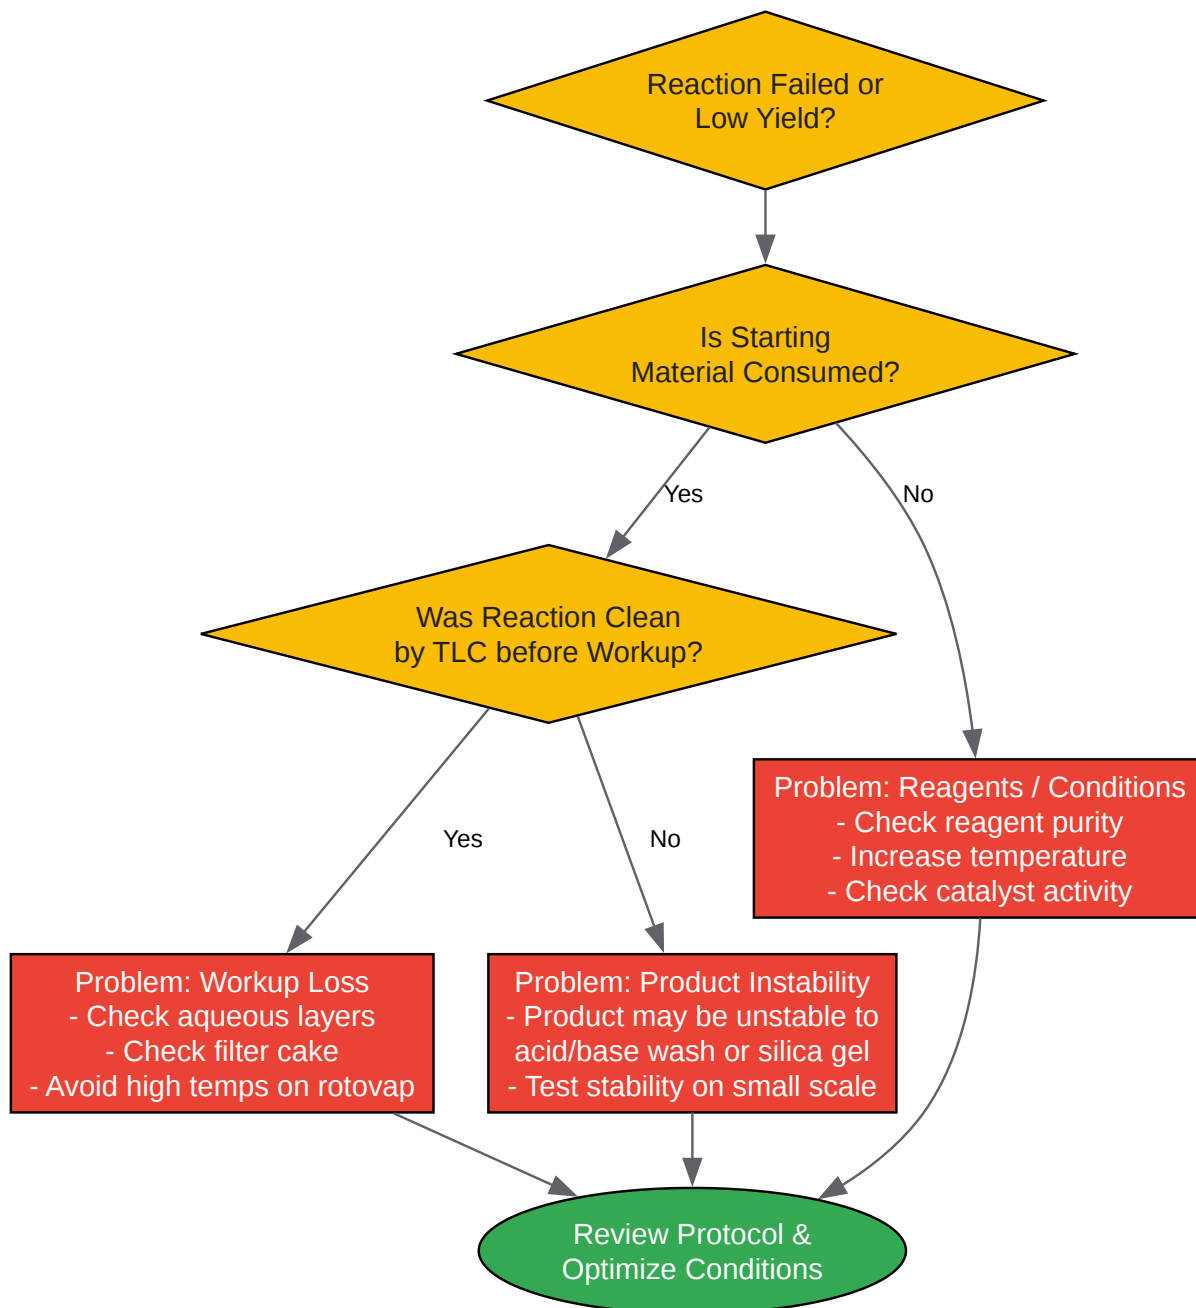 Reaction Failed or
Low Yield?
Is Starting
Material Consumed?
Yes
No
Was Reaction Clean
by TLC before Workup?
Yes
No
Problem: Reagents / Conditions
- Check reagent purity
- Increase temperature
- Check catalyst activity
Problem: Workup Loss
- Check aqueous layers
- Check filter cake
- Avoid high temps on rotovap
Problem: Product Instability
- Product may be unstable to
acid/base wash or silica gel
- Test stability on small scale
Review Protocol &
Optimize Conditions